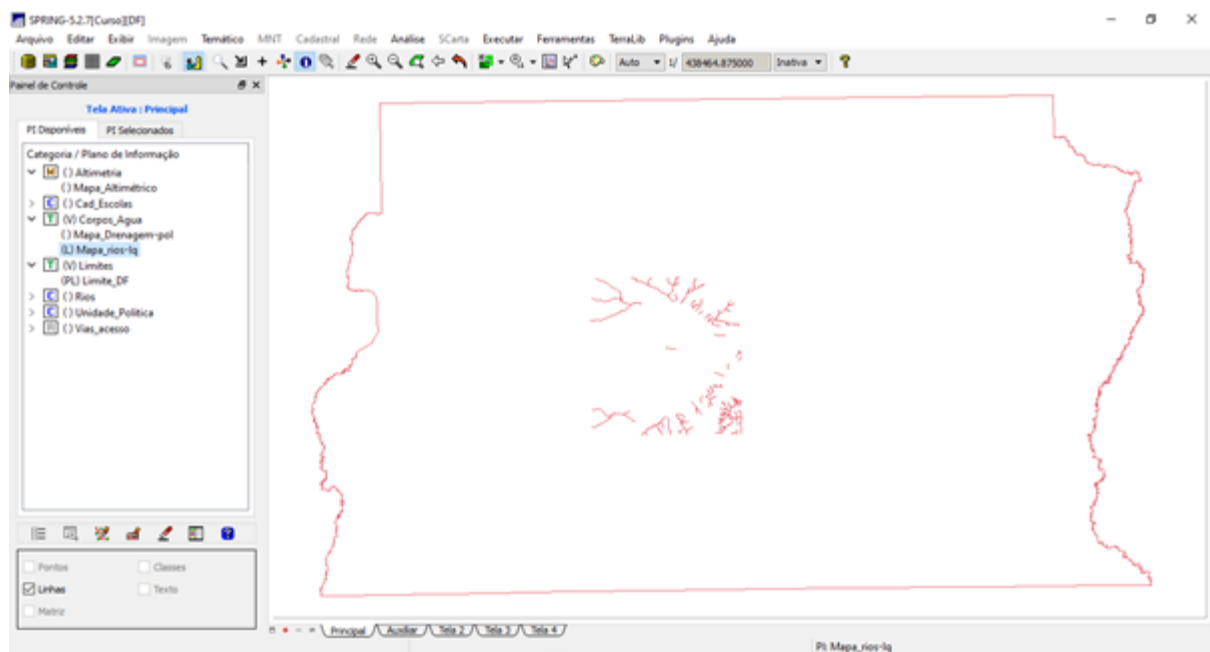 SPRING-5.2.7[Curso][DF]
Arquivo Editar Exibir Imagem Temático MNT Cadastral Rede Análise SCarta Executar Ferramentas TerraLib Plugins Ajuda
Auto 1/ 438464.875000 Inativa
Painel de Controle
Tela Ativa : Principal
PI Disponíveis PI Selecionados
Categoria / Plano de Informação
M () Altimetria
() Mapa_Altimétrico
C () Cad_Escolas
T (V) Corpos_Agua
() Mapa_Drenagem-pol
(L) Mapa_rios-lq
T (V) Limites
(PL) Limite_DF
C () Rios
C () Unidade_Politica
() Vias_acesso
Pontos Classes
Linhas Texto
Matriz
Principal Auxiliar Tela 2 Tela 3 Tela 4
PI: Mapa_rios-lq